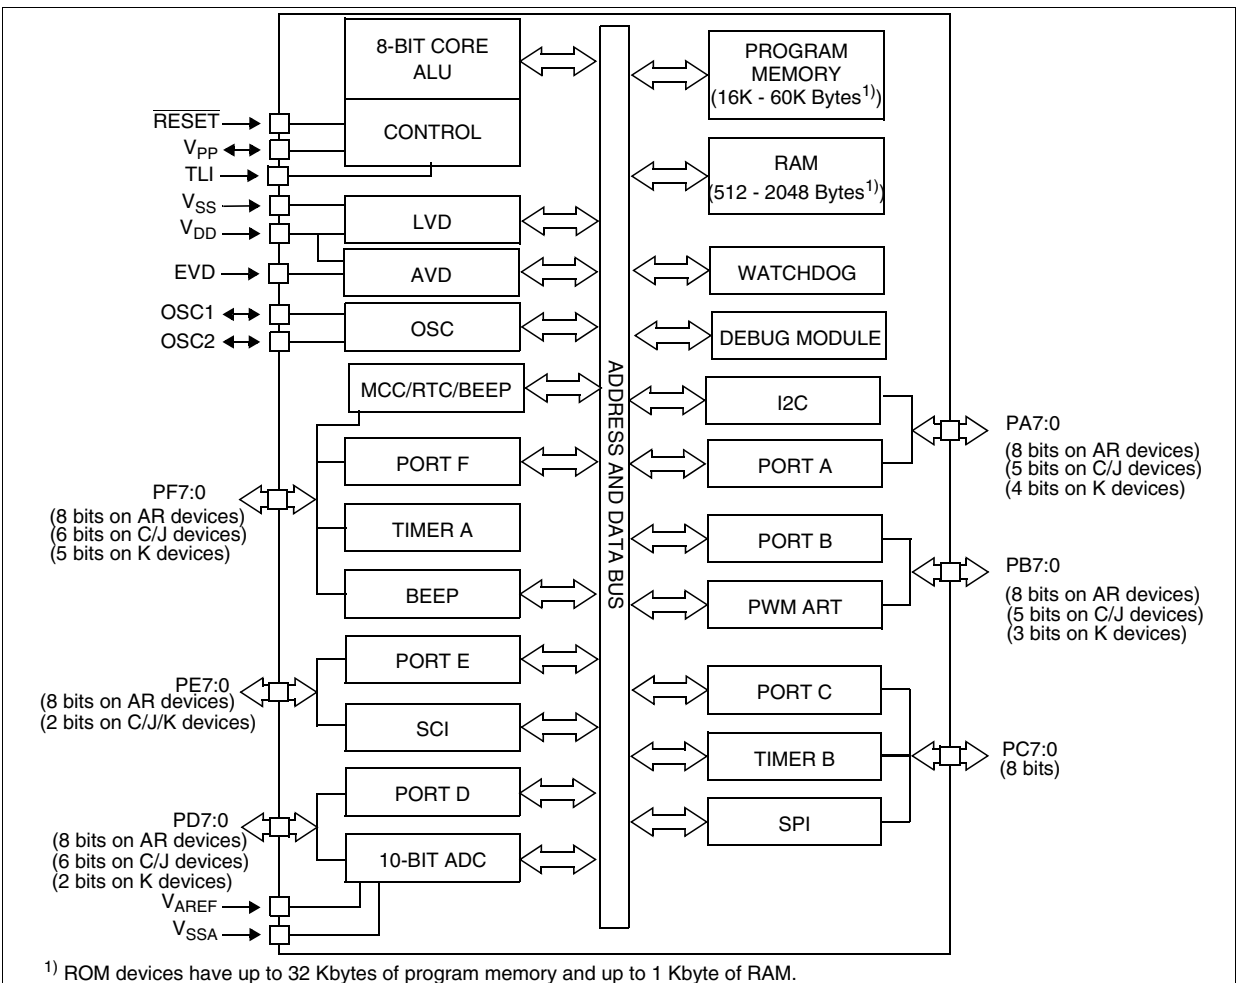 8-BIT CORE
ALU
CONTROL
RESET
VPP
TLI
VSS
VDD
LVD
EVD
AVD
OSC1
OSC2
OSC
MCC/RTC/BEEP
PORT F
PF7:0
(8 bits on AR devices)
(6 bits on C/J devices)
(5 bits on K devices)
TIMER A
BEEP
PORT E
PE7:0
(8 bits on AR devices)
(2 bits on C/J/K devices)
SCI
PORT D
PD7:0
(8 bits on AR devices)
(6 bits on C/J devices)
(2 bits on K devices)
10-BIT ADC
VAREF
VSSA
ADDRESS AND DATA BUS
PROGRAM
MEMORY
(16K - 60K Bytes1))
RAM
(512 - 2048 Bytes1))
WATCHDOG
DEBUG MODULE
I2C
PORT A
PA7:0
(8 bits on AR devices)
(5 bits on C/J devices)
(4 bits on K devices)
PORT B
PWM ART
PB7:0
(8 bits on AR devices)
(5 bits on C/J devices)
(3 bits on K devices)
PORT C
TIMER B
SPI
PC7:0
(8 bits)
1) ROM devices have up to 32 Kbytes of program memory and up to 1 Kbyte of RAM.